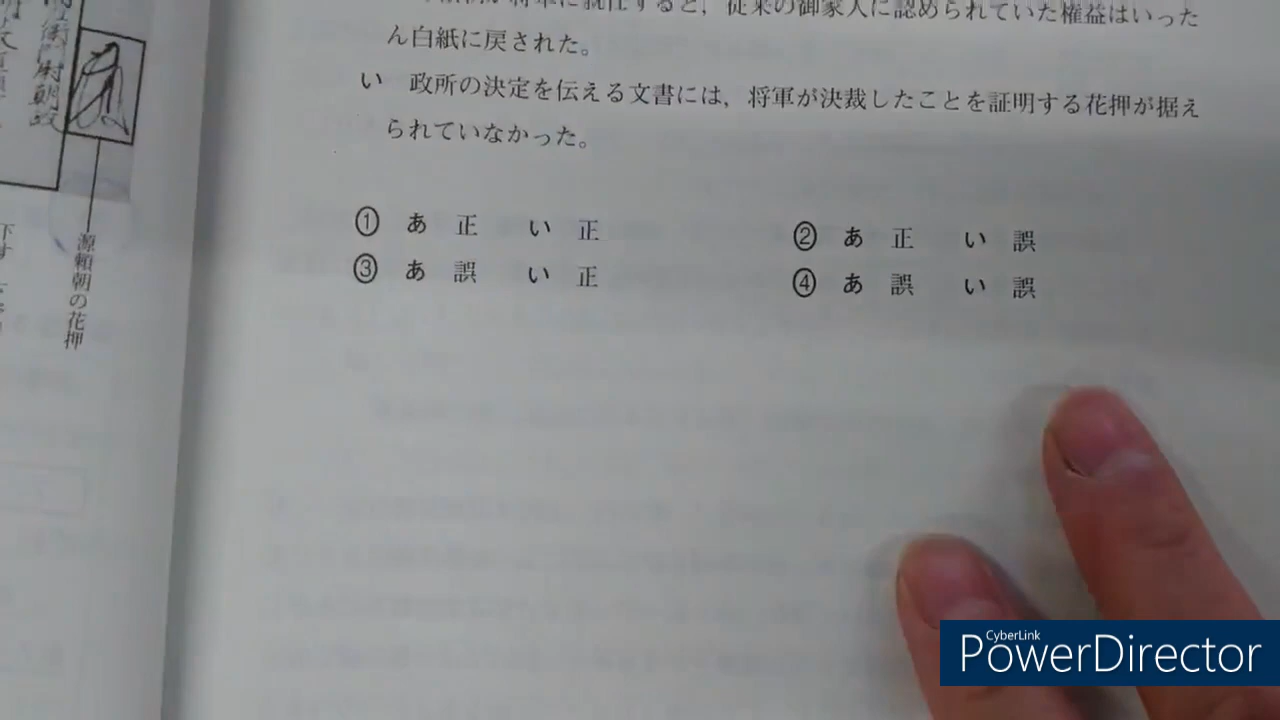 将軍に就任すると，従来の御家人に認められていた権益はいった
ん白紙に戻された。
い　政所の決定を伝える文書には，将軍が決裁したことを証明する花押が据え
られていなかった。
① あ 正 い 正
② あ 正 い 誤
③ あ 誤 い 正
④ あ 誤 い 誤
源頼朝の花押
CyberLink
PowerDirector